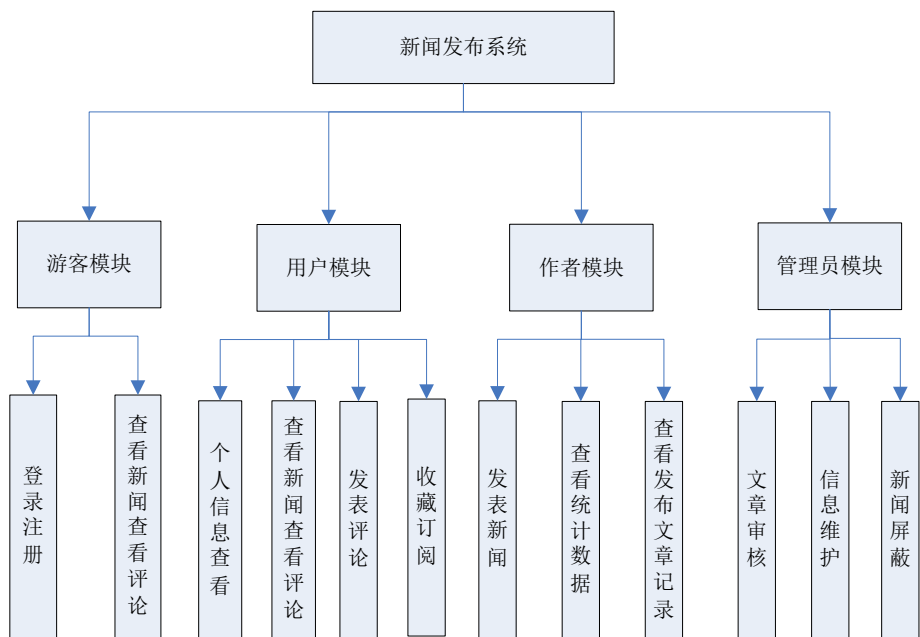 新闻发布系统
游客模块
用户模块
作者模块
管理员模块
登录注册
查看新闻查看评论
个人信息查看
查看新闻查看评论
发表评论
收藏订阅
发表新闻
查看统计数据
查看发布文章记录
文章审核
信息维护
新闻屏蔽